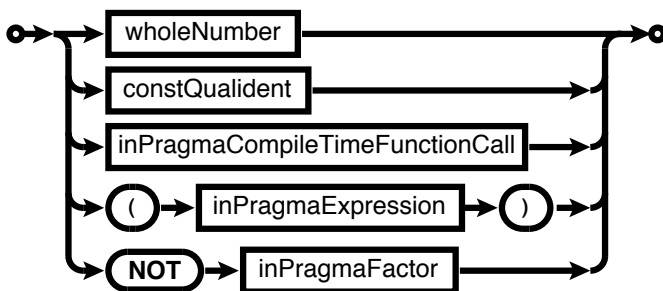 wholeNumber
constQualident
inPragmaCompileTimeFunctionCall
( inPragmaExpression )
NOT inPragmaFactor